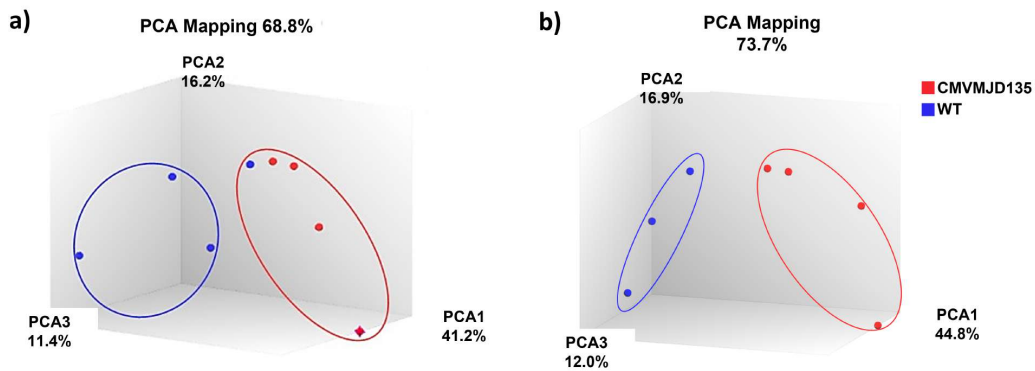 a)
PCA Mapping 68.8%
PCA2
16.2%
PCA3
11.4%
PCA1
41.2%
b)
PCA Mapping
73.7%
PCA2
16.9%
CMVMJD135
WT
PCA3
12.0%
PCA1
44.8%